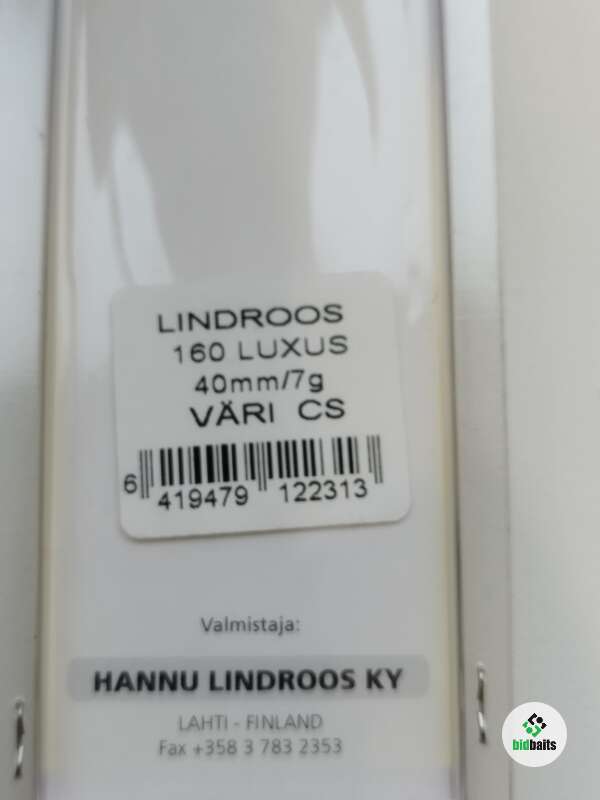 LINDROOS
160 LUXUS
40mm/7g
VÄRI CS
6 419479 122313
Valmistaja:
HANNU LINDROOS KY
LAHTI - FINLAND
Fax +358 3 783 2353
bidbaits